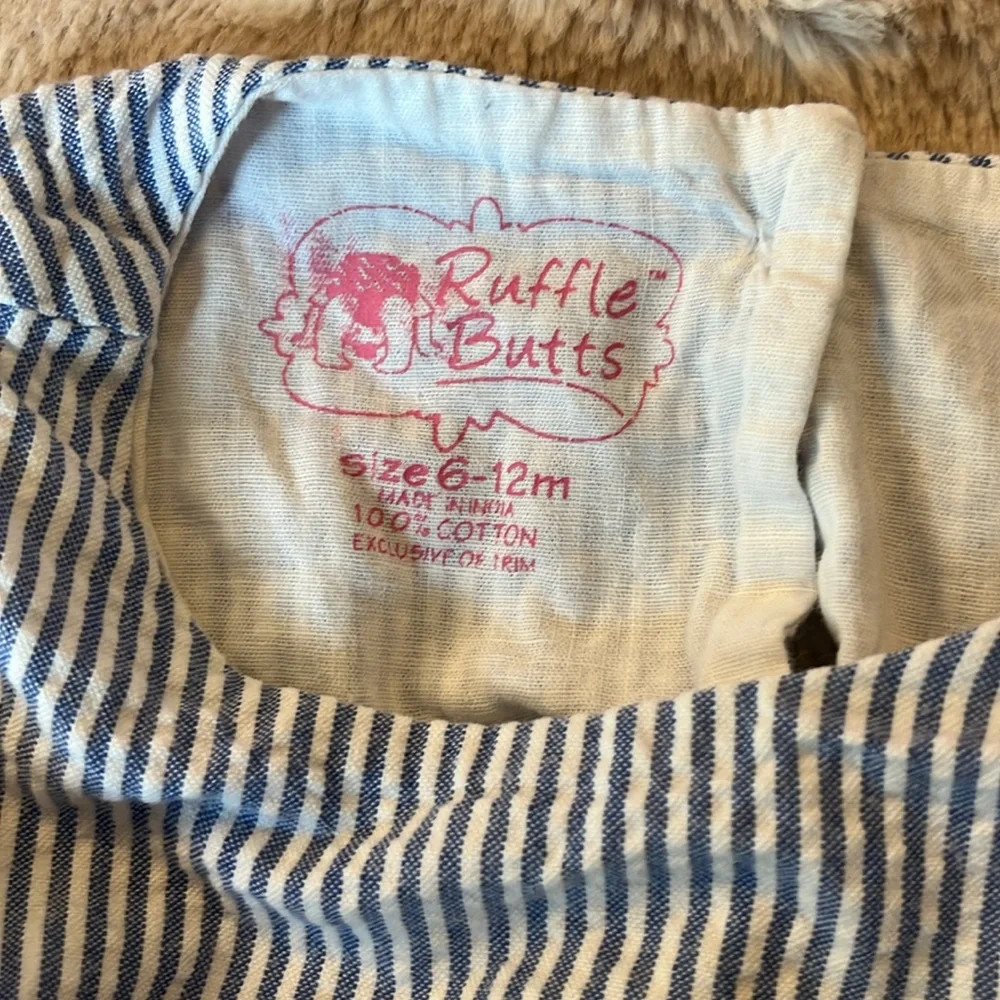 Ruffle™
Butts
size 6-12m
MADE IN INDIA
100% COTTON
EXCLUSIVE OF TRIM